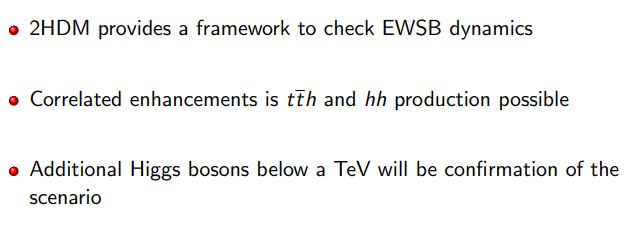 2HDM provides a framework to check EWSB dynamics
Correlated enhancements is tt̅h and hh production possible
Additional Higgs bosons below a TeV will be confirmation of the
scenario